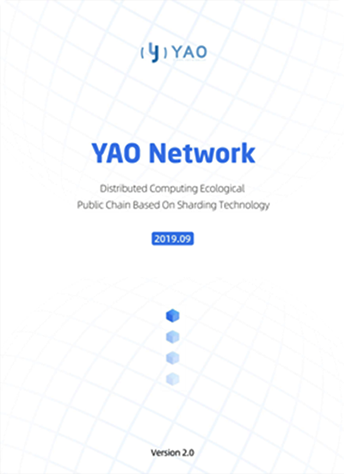 (y) YAO
YAO Network
Distributed Computing Ecological
Public Chain Based On Sharding Technology
2019.09
Version 2.0